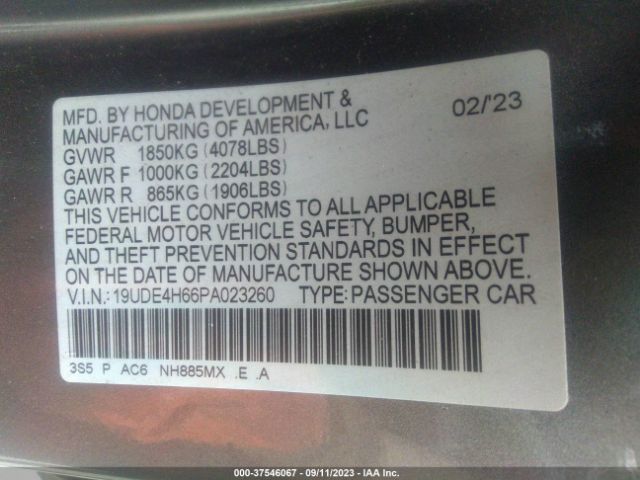 MFD. BY HONDA DEVELOPMENT & 02/'23
MANUFACTURING OF AMERICA, LLC
GVWR 1850KG (4078LBS)
GAWR F 1000KG (2204LBS)
GAWR R 865KG (1906LBS)
THIS VEHICLE CONFORMS TO ALL APPLICABLE
FEDERAL MOTOR VEHICLE SAFETY, BUMPER,
AND THEFT PREVENTION STANDARDS IN EFFECT
ON THE DATE OF MANUFACTURE SHOWN ABOVE.
V.I.N.:19UDE4H66PA023260 TYPE:PASSENGER CAR
3S5 P AC6 NH885MX .E .A
000-37546067 - 09/11/2023 - IAA Inc.